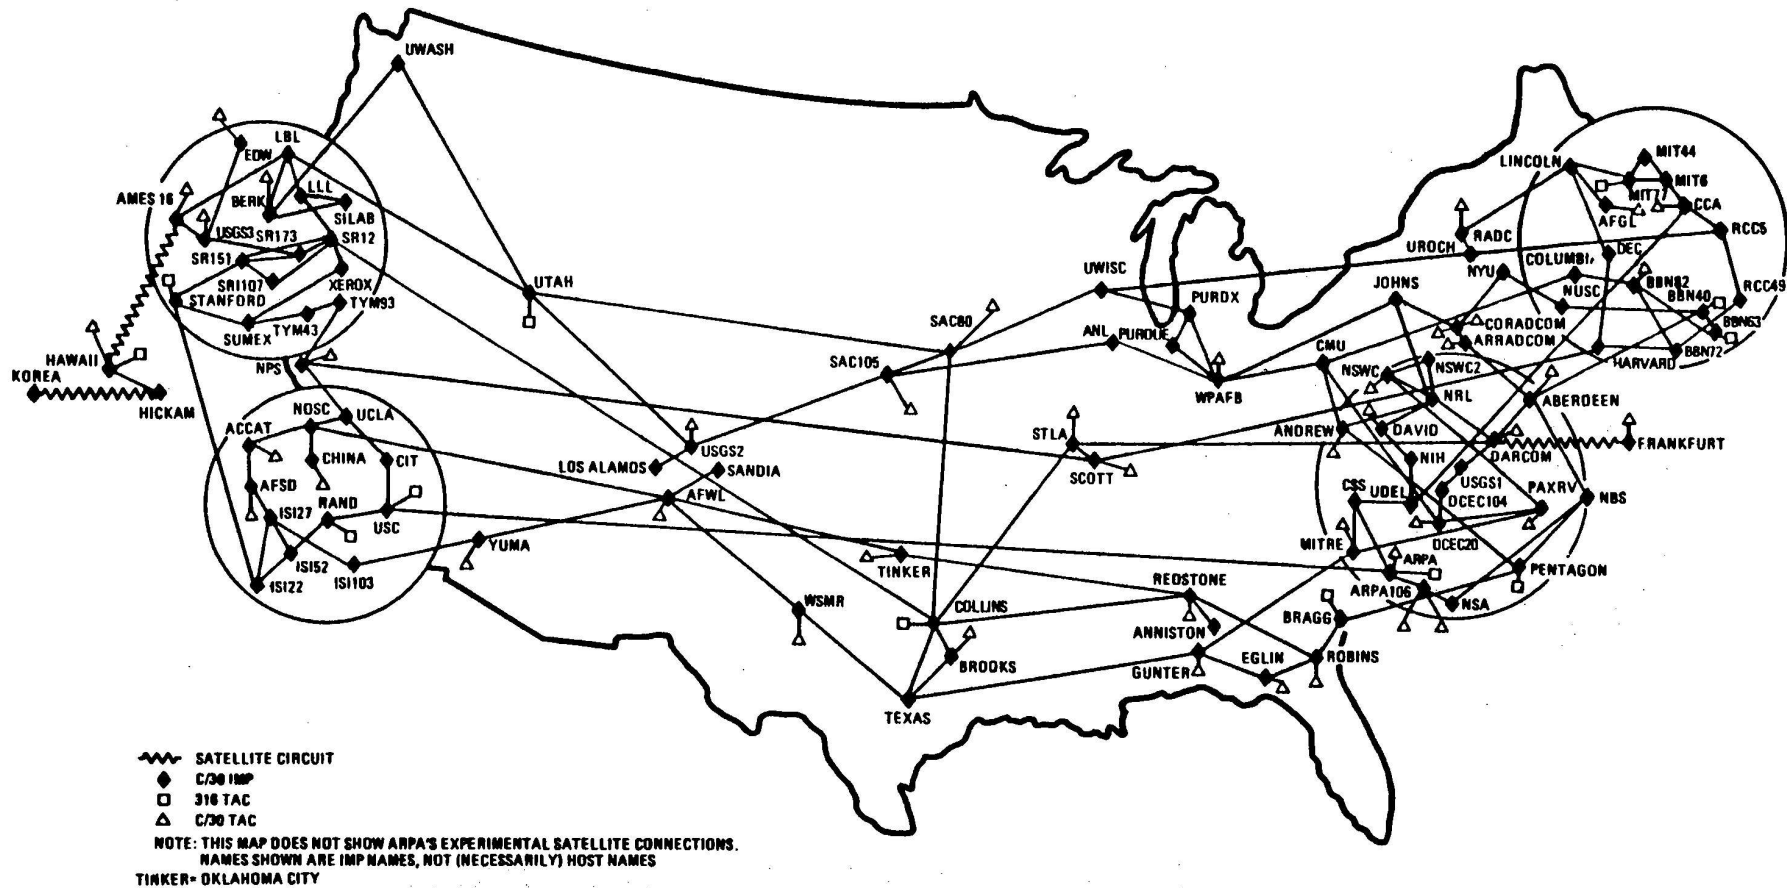 UWASH
LBL
EDW
LLL
AMES 16
BERK
SILAB
USGS3
SR173
SR12
SR151
SRI107
XEROX
STANFORD
TYM93
TYM43
SUMEX
HAWAII
KOREA
NPS
HICKAM
UTAH
NOSC
UCLA
ACCAT
CHINA
CIT
AFSD
RAND
ISI27
USC
ISI52
ISI22
ISI103
YUMA
LOS ALAMOS
USGS2
SANDIA
AFWL
WSMR
TINKER
SAC80
SAC105
UWISC
PURDX
ANL
PURDUE
WPAFB
STLA
SCOTT
COLLINS
BROOKS
TEXAS
REDSTONE
ANNISTON
GUNTER
EGLIN
ROBINS
BRAGG
LINCOLN
MIT44
MIT6
MIT77
CCA
AFGL
RADC
RCC5
UROCH
DEC
COLUMBI,
NYU
JOHNS
NUSC
BBN82
BBN40
RCC49
BBN63
CORADCOM
ARRADCOM
HARVARD
BBN72
CMU
NSWC
NSWC2
NRL
ABERDEEN
ANDREW
DAVID
DARCOM
FRANKFURT
NIH
USGS1
PAXRV
NBS
CSS
UDEL
DCEC104
DCEC20
MITRE
ARPA
PENTAGON
ARPA106
NSA
SATELLITE CIRCUIT
C/30 IMP
316 TAC
C/30 TAC
NOTE: THIS MAP DOES NOT SHOW ARPA'S EXPERIMENTAL SATELLITE CONNECTIONS.
NAMES SHOWN ARE IMP NAMES, NOT (NECESSARILY) HOST NAMES
TINKER= OKLAHOMA CITY